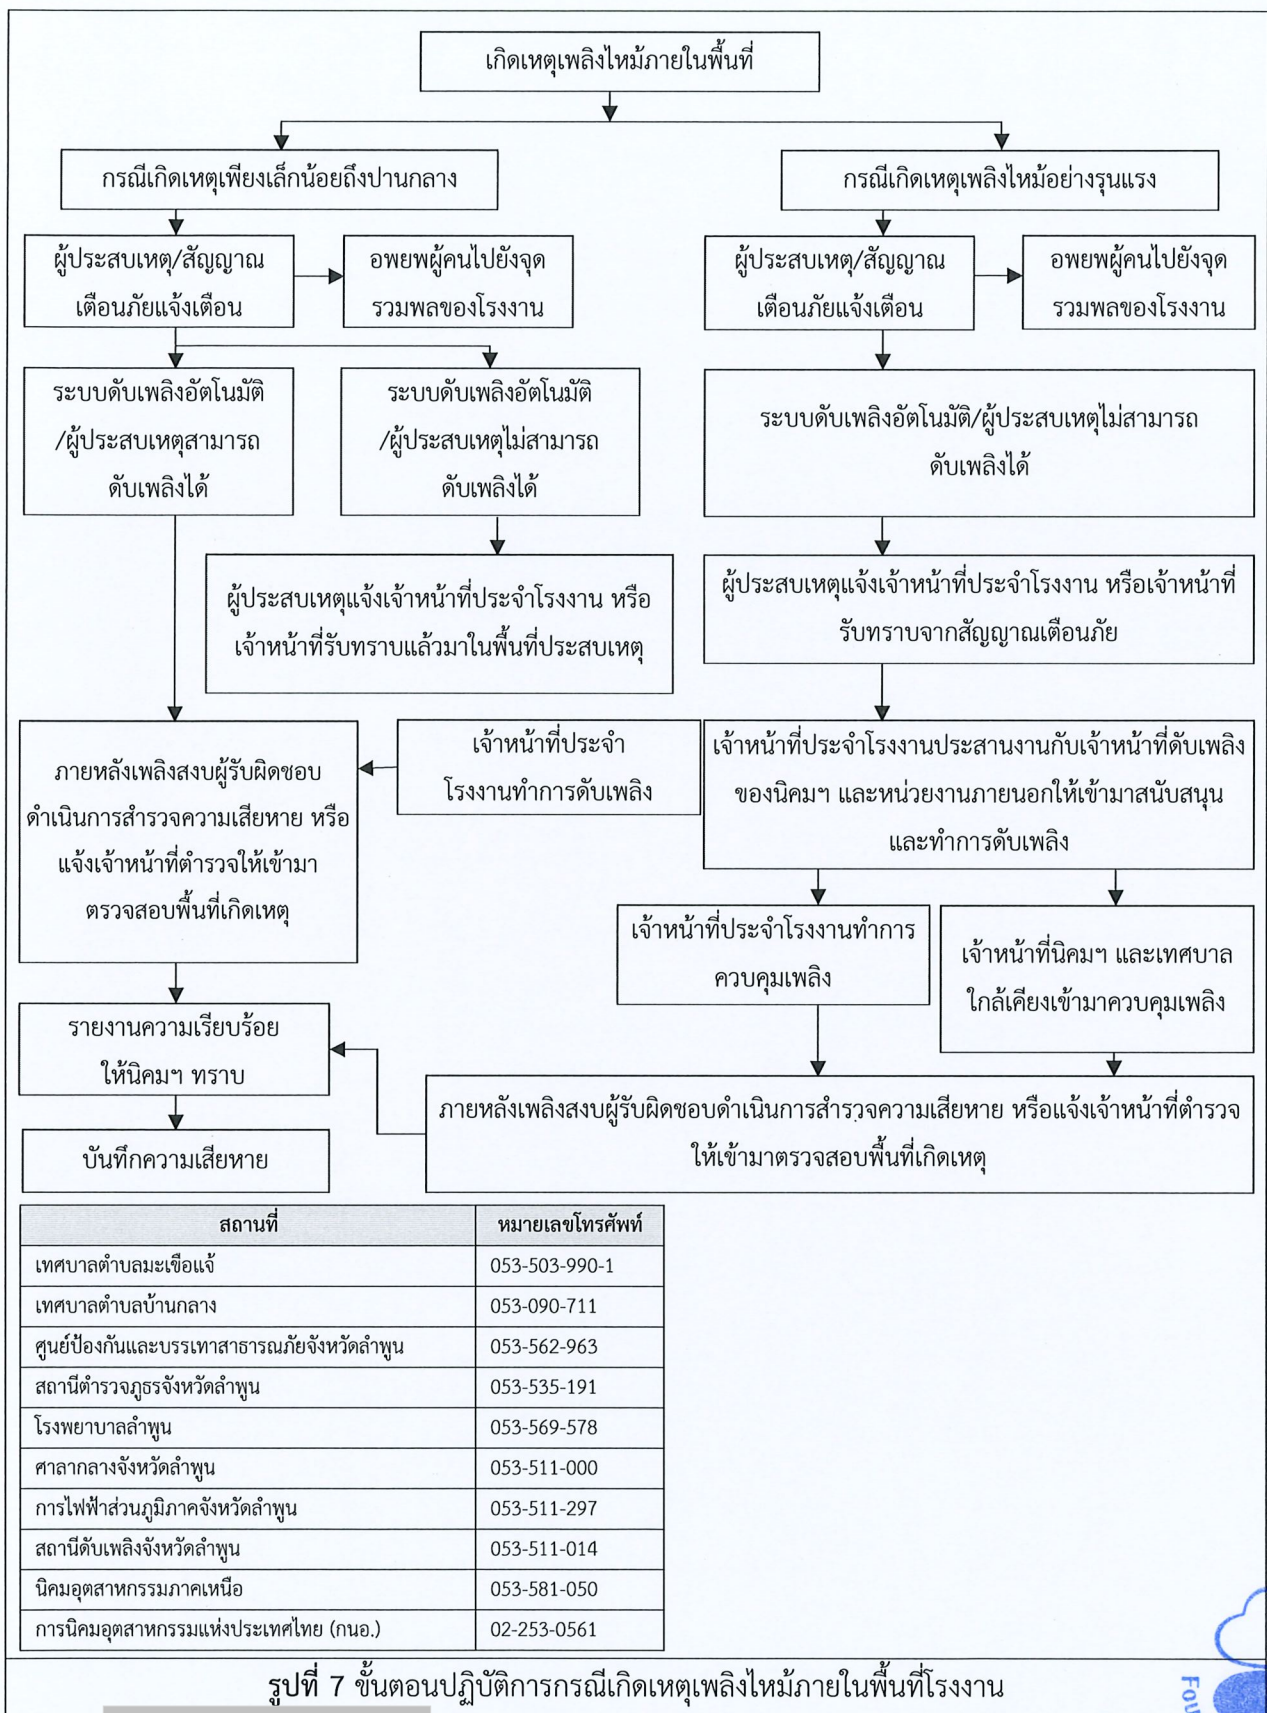 เกิดเหตุเพลิงไหม้ภายในพื้นที่
กรณีเกิดเหตุเพียงเล็กน้อยถึงปานกลาง
กรณีเกิดเหตุเพลิงไหม้อย่างรุนแรง
ผู้ประสบเหตุ/สัญญาณ
เตือนภัยแจ้งเตือน
อพยพผู้คนไปยังจุด
รวมพลของโรงงาน
ผู้ประสบเหตุ/สัญญาณ
เตือนภัยแจ้งเตือน
อพยพผู้คนไปยังจุด
รวมพลของโรงงาน
ระบบดับเพลิงอัตโนมัติ
/ผู้ประสบเหตุสามารถ
ดับเพลิงได้
ระบบดับเพลิงอัตโนมัติ
/ผู้ประสบเหตุไม่สามารถ
ดับเพลิงได้
ระบบดับเพลิงอัตโนมัติ/ผู้ประสบเหตุไม่สามารถ
ดับเพลิงได้
ผู้ประสบเหตุแจ้งเจ้าหน้าที่ประจำโรงงาน หรือ
เจ้าหน้าที่รับทราบแล้วมาในพื้นที่ประสบเหตุ
ผู้ประสบเหตุแจ้งเจ้าหน้าที่ประจำโรงงาน หรือเจ้าหน้าที่
รับทราบจากสัญญาณเตือนภัย
ภายหลังเพลิงสงบผู้รับผิดชอบ
ดำเนินการสำรวจความเสียหาย หรือ
แจ้งเจ้าหน้าที่ตำรวจให้เข้ามา
ตรวจสอบพื้นที่เกิดเหตุ
เจ้าหน้าที่ประจำ
โรงงานทำการดับเพลิง
เจ้าหน้าที่ประจำโรงงานประสานงานกับเจ้าหน้าที่ดับเพลิง
ของนิคมฯ และหน่วยงานภายนอกให้เข้ามาสนับสนุน
และทำการดับเพลิง
เจ้าหน้าที่ประจำโรงงานทำการ
ควบคุมเพลิง
เจ้าหน้าที่นิคมฯ และเทศบาล
ใกล้เคียงเข้ามาควบคุมเพลิง
รายงานความเรียบร้อย
ให้นิคมฯ ทราบ
ภายหลังเพลิงสงบผู้รับผิดชอบดำเนินการสำรวจความเสียหาย หรือแจ้งเจ้าหน้าที่ตำรวจ
ให้เข้ามาตรวจสอบพื้นที่เกิดเหตุ
บันทึกความเสียหาย
สถานที่ หมายเลขโทรศัพท์
เทศบาลตำบลมะเขือแจ้ 053-503-990-1
เทศบาลตำบลบ้านกลาง 053-090-711
ศูนย์ป้องกันและบรรเทาสาธารณภัยจังหวัดลำพูน 053-562-963
สถานีตำรวจภูธรจังหวัดลำพูน 053-535-191
โรงพยาบาลลำพูน 053-569-578
ศาลากลางจังหวัดลำพูน 053-511-000
การไฟฟ้าส่วนภูมิภาคจังหวัดลำพูน 053-511-297
สถานีดับเพลิงจังหวัดลำพูน 053-511-014
นิคมอุตสาหกรรมภาคเหนือ 053-581-050
การนิคมอุตสาหกรรมแห่งประเทศไทย (กนอ.) 02-253-0561
รูปที่ 7 ขั้นตอนปฏิบัติการกรณีเกิดเหตุเพลิงไหม้ภายในพื้นที่โรงงาน